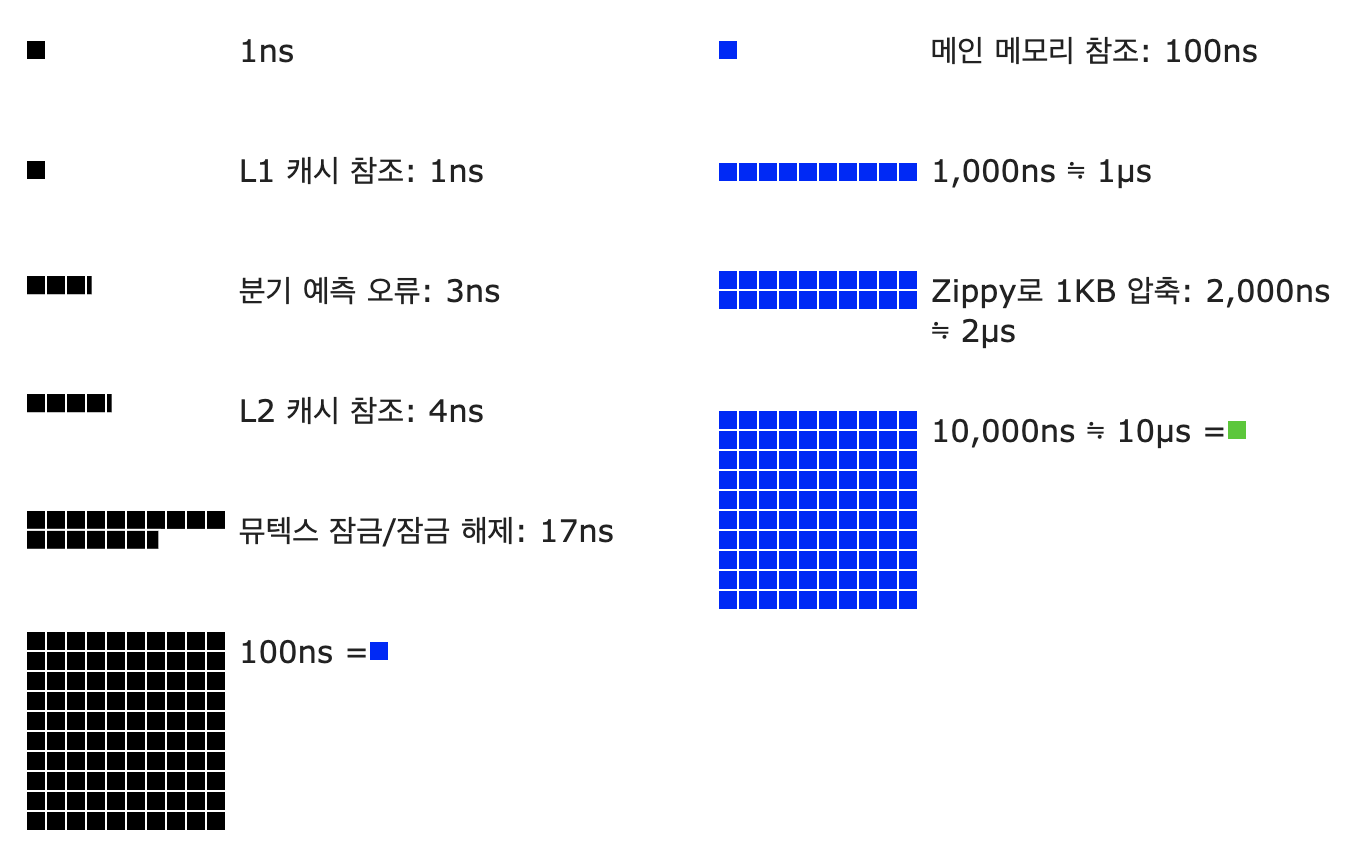 1ns
L1 캐시 참조: 1ns
분기 예측 오류: 3ns
L2 캐시 참조: 4ns
뮤텍스 잠금/잠금 해제: 17ns
100ns =
메인 메모리 참조: 100ns
1,000ns ≒ 1μs
Zippy로 1KB 압축: 2,000ns
≒ 2μs
10,000ns ≒ 10μs =